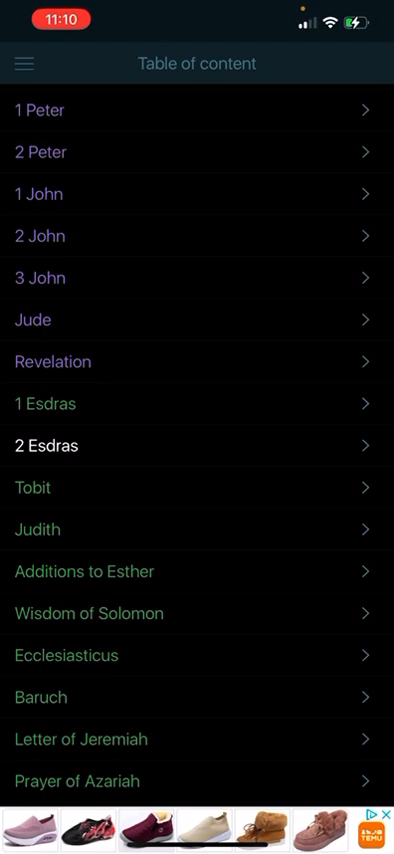 11:10
Table of content
1 Peter
2 Peter
1 John
2 John
3 John
Jude
Revelation
1 Esdras
2 Esdras
Tobit
Judith
Additions to Esther
Wisdom of Solomon
Ecclesiasticus
Baruch
Letter of Jeremiah
Prayer of Azariah
TEMU